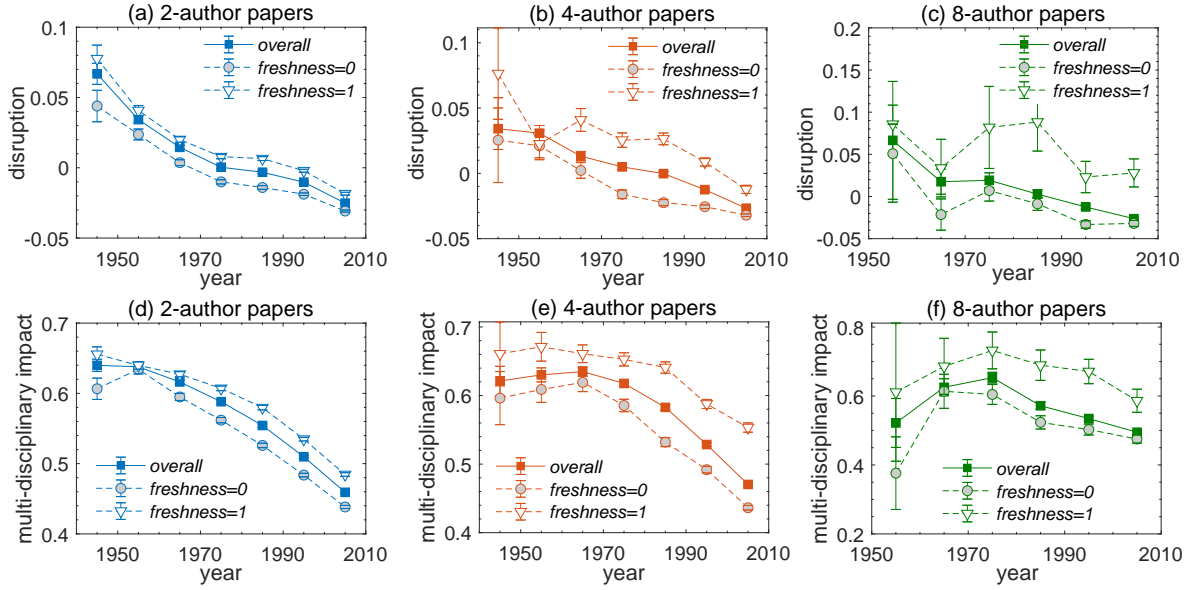 (a) 2-author papers
0.1
0.05
0
-0.05
disruption
overall
freshness=0
freshness=1
1950
1970
1990
2010
year
(b) 4-author papers
0.1
0.05
0
-0.05
disruption
overall
freshness=0
freshness=1
1950
1970
1990
2010
year
(c) 8-author papers
0.2
0.15
0.1
0.05
0
-0.05
disruption
overall
freshness=0
freshness=1
1950
1970
1990
2010
year
(d) 2-author papers
0.7
0.6
0.5
0.4
multi-disciplinary impact
overall
freshness=0
freshness=1
1950
1970
1990
2010
year
(e) 4-author papers
0.7
0.6
0.5
0.4
multi-disciplinary impact
overall
freshness=0
freshness=1
1950
1970
1990
2010
year
(f) 8-author papers
0.8
0.6
0.4
0.2
multi-disciplinary impact
overall
freshness=0
freshness=1
1950
1970
1990
2010
year